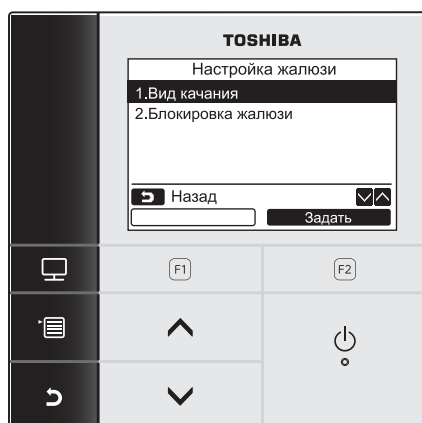 TOSHIBA
Настройка жалюзи
1.Вид качания
2.Блокировка жалюзи
Назад
Задать
F1
F2